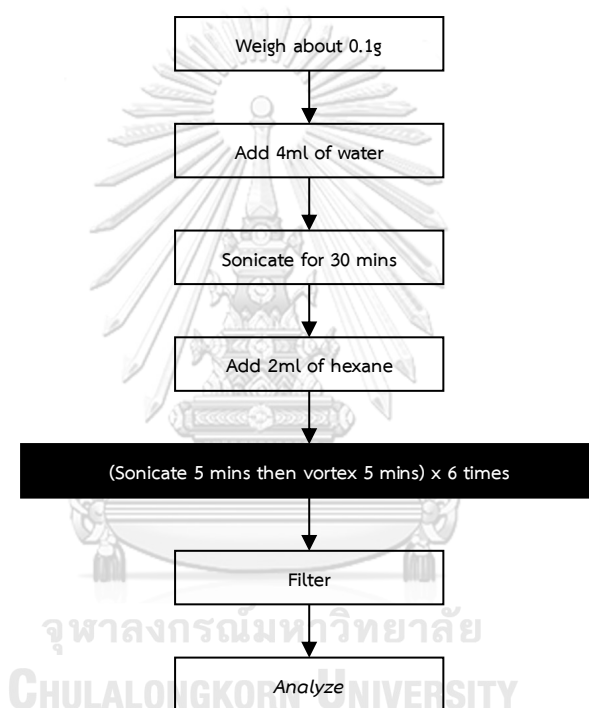 Weigh about 0.1g
Add 4ml of water
Sonicate for 30 mins
Add 2ml of hexane
(Sonicate 5 mins then vortex 5 mins) x 6 times
Filter
จุฬาลงกรณ์มหาวิทยาลัย
Analyze
CHULALONGKORN UNIVERSITY